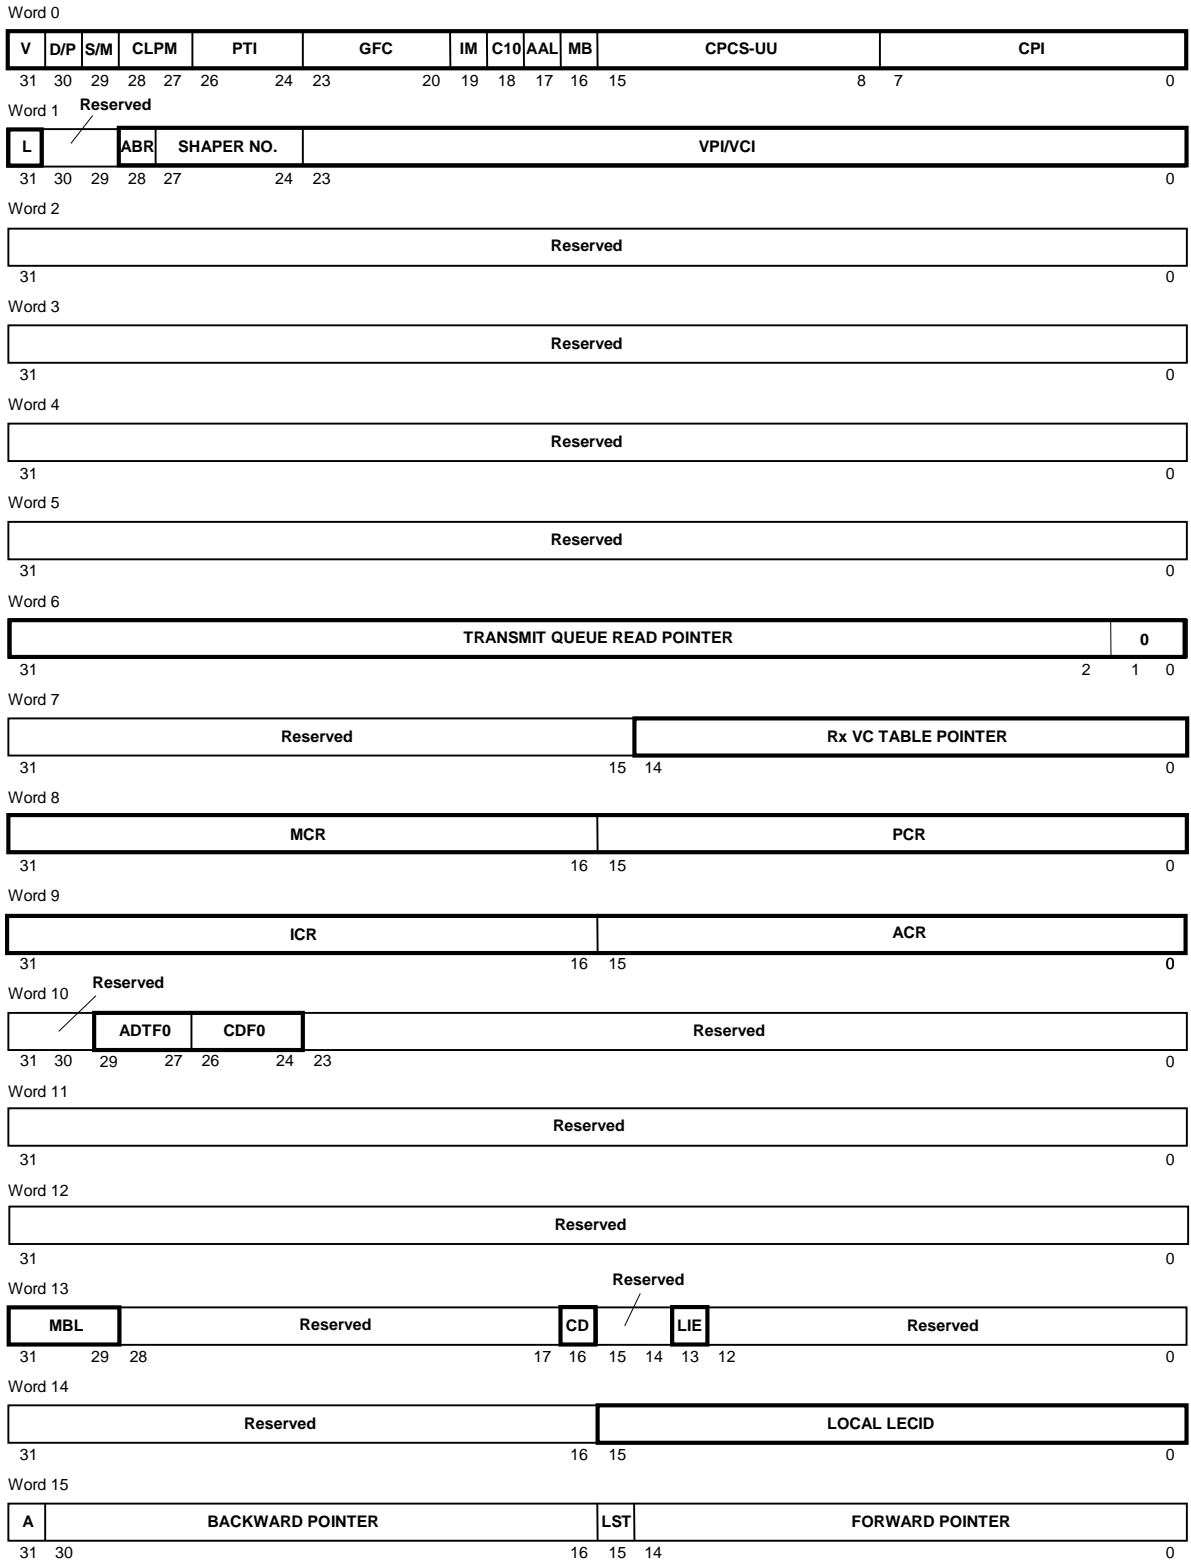 Word 0
V D/P S/M CLPM PTI GFC IM C10 AAL MB CPCS-UU CPI
31 30 29 28 27 26 24 23 20 19 18 17 16 15 8 7 0
Word 1 Reserved
L ABR SHAPER NO. VPI/VCI
31 30 29 28 27 24 23 0
Word 2
Reserved
31 0
Word 3
Reserved
31 0
Word 4
Reserved
31 0
Word 5
Reserved
31 0
Word 6
TRANSMIT QUEUE READ POINTER 0
31 2 1 0
Word 7
Reserved Rx VC TABLE POINTER
31 15 14 0
Word 8
MCR PCR
31 16 15 0
Word 9
ICR ACR
31 16 15 0
Word 10 Reserved
ADTF0 CDF0 Reserved
31 30 29 27 26 24 23 0
Word 11
Reserved
31 0
Word 12
Reserved
31 0
Word 13 Reserved
MBL Reserved CD LIE Reserved
31 29 28 17 16 15 14 13 12 0
Word 14
Reserved LOCAL LECID
31 16 15 0
Word 15
A BACKWARD POINTER LST FORWARD POINTER
31 30 16 15 14 0